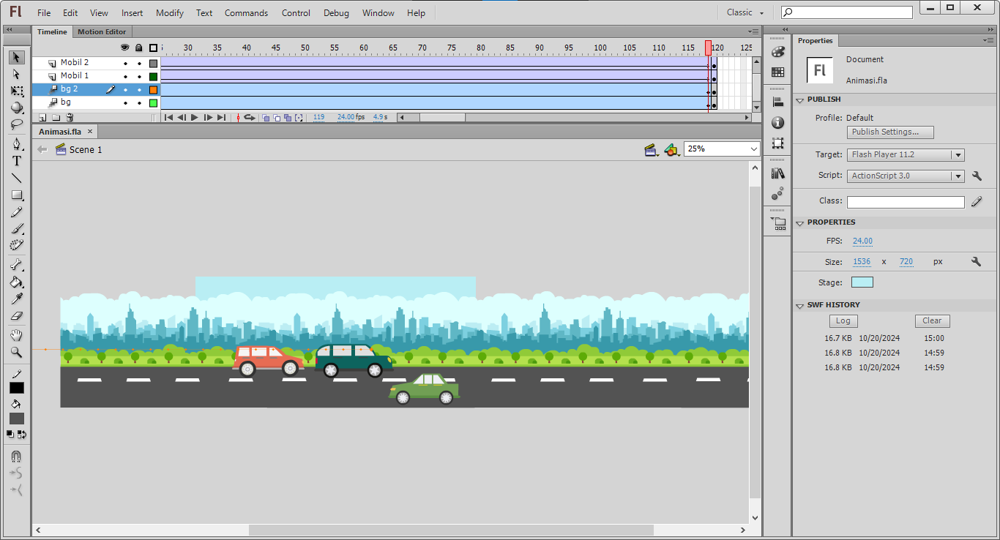 Fl File Edit View Insert Modify Text Commands Control Debug Window Help Classic
Timeline Motion Editor
5 30 35 40 45 50 55 60 65 70 75 80 85 90 95 100 105 110 115 120 125
Mobil 2
Mobil 1
bg 2
bg
119 24.00 fps 4.9 s
Animasi.fla
Scene 1
25%
T
Properties
Fl
Document
Animasi.fla
PUBLISH
Profile: Default
Publish Settings...
Target: Flash Player 11.2
Script: ActionScript 3.0
Class:
PROPERTIES
FPS: 24.00
Size: 1536 x 720 px
Stage:
SWF HISTORY
Log Clear
16.7 KB 10/20/2024 15:00
16.8 KB 10/20/2024 14:59
16.8 KB 10/20/2024 14:59